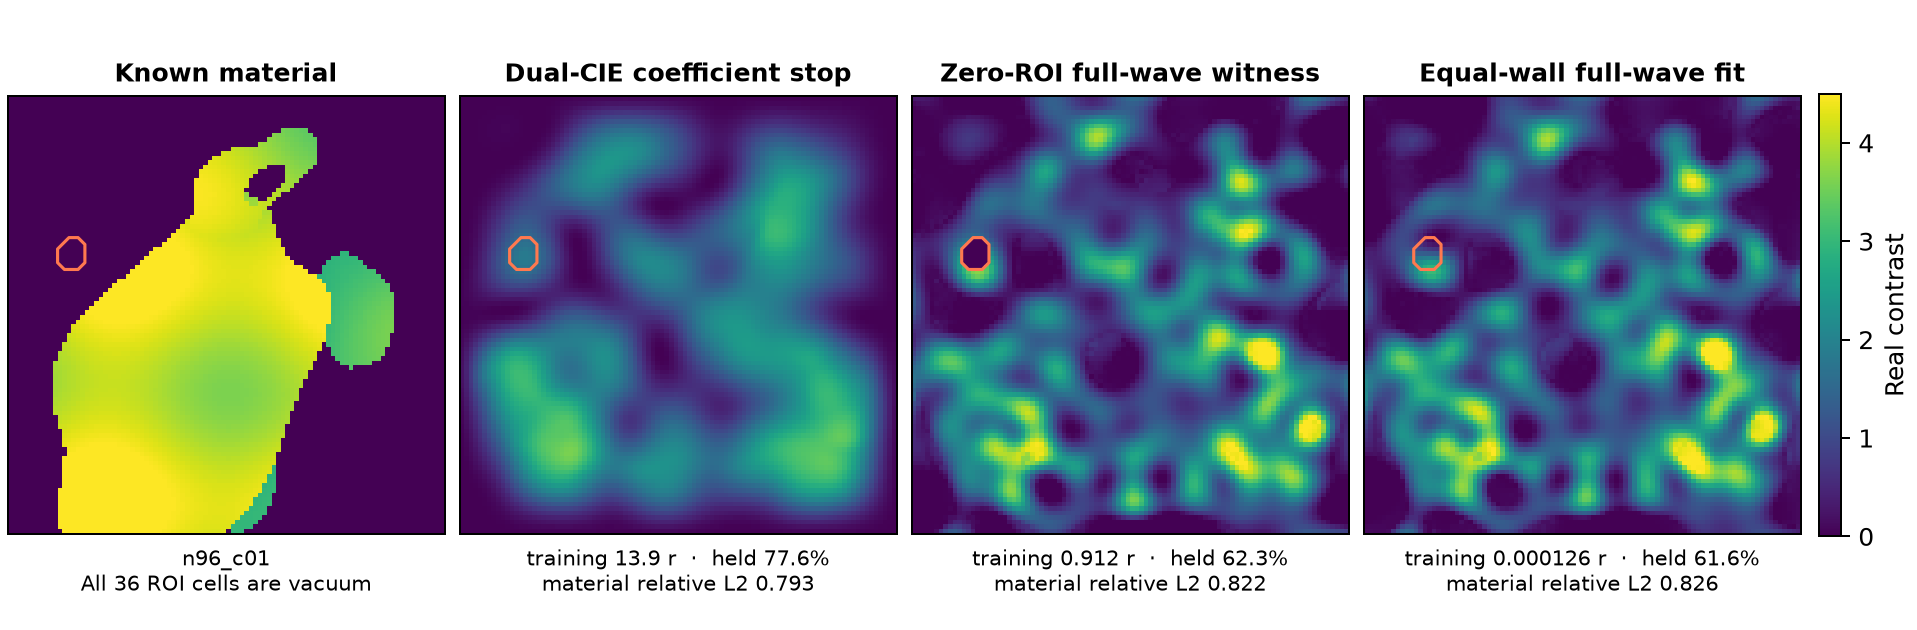 Known material
Dual-CIE coefficient stop
Zero-ROI full-wave witness
Equal-wall full-wave fit
n96_c01
All 36 ROI cells are vacuum
training 13.9 r · held 77.6%
material relative L2 0.793
training 0.912 r · held 62.3%
material relative L2 0.822
training 0.000126 r · held 61.6%
material relative L2 0.826
4
3
2
1
0
Real contrast